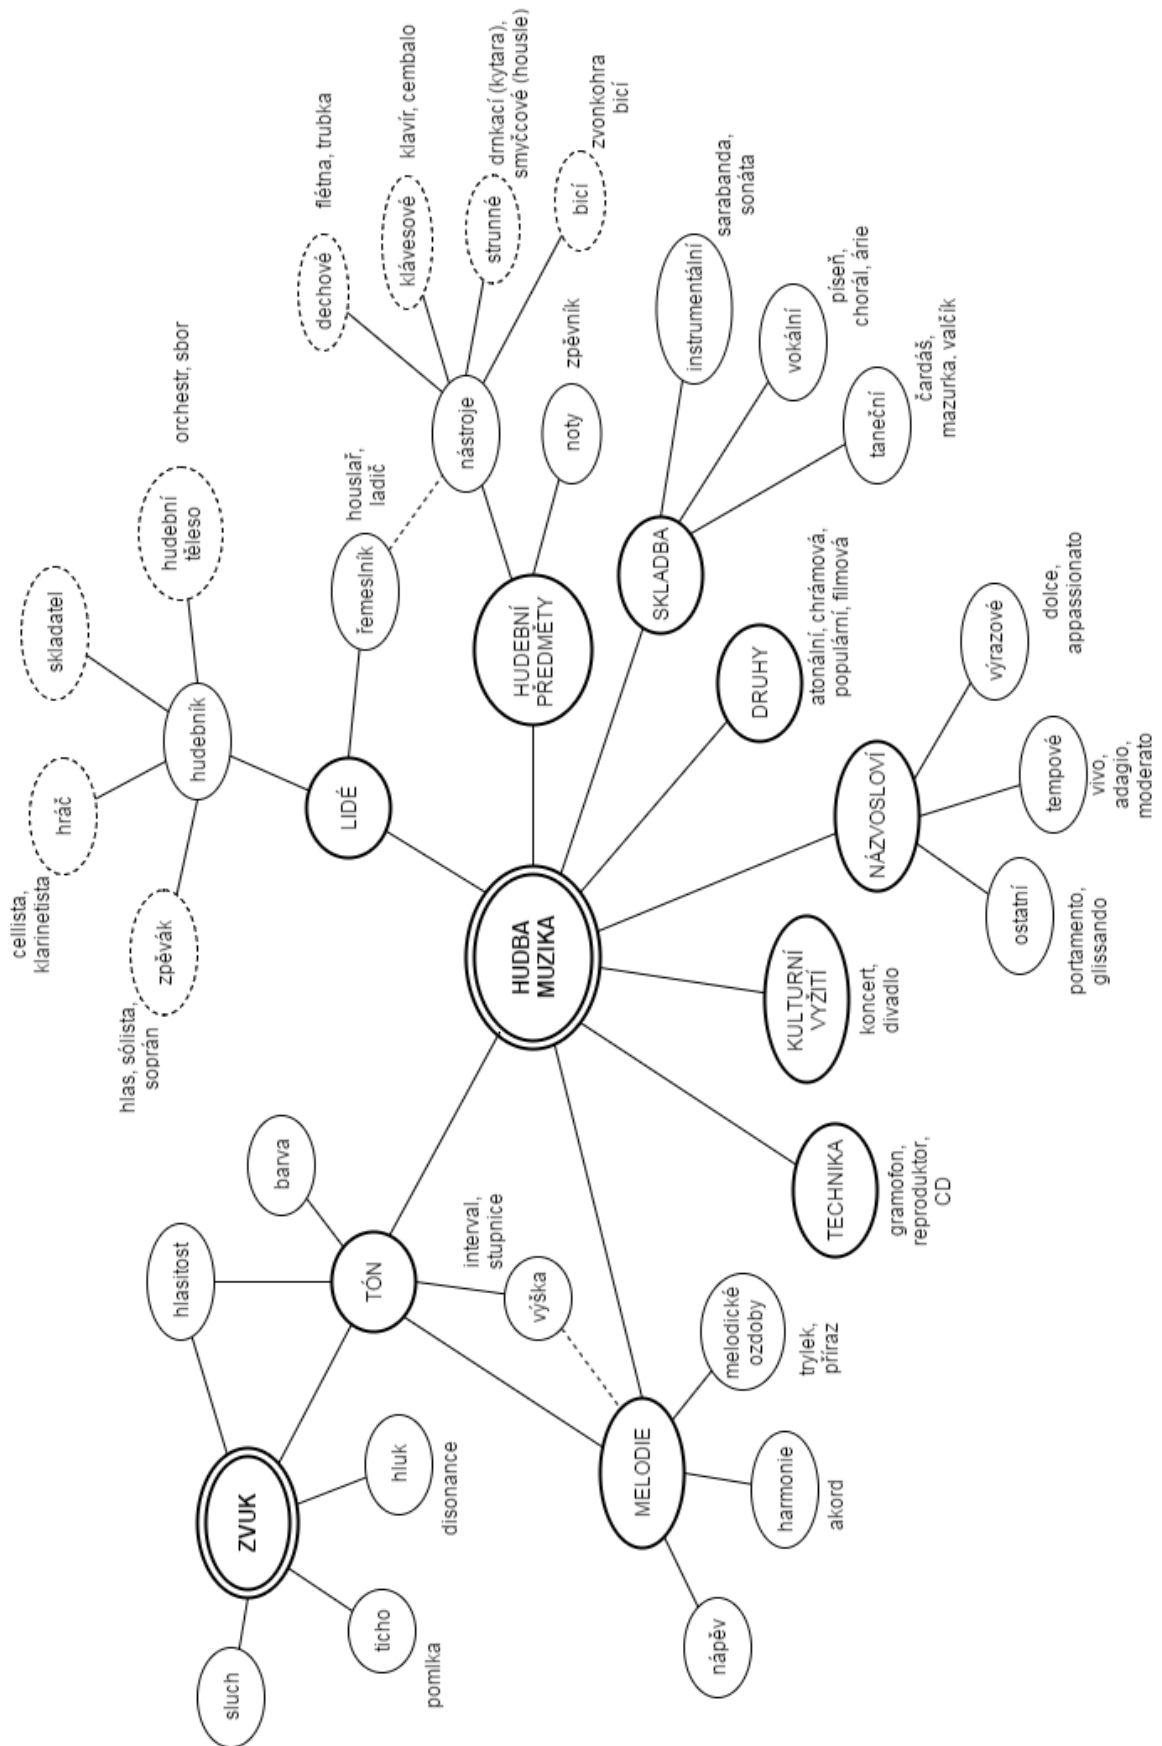 cellista,
klarinetista
hráč
skladatel
hudební
těleso
orchestr, sbor
hlas, sólista,
soprán
zpěvák
hudebník
LIDÉ
řemeslník
houslař,
ladič
dechové
flétna, trubka
klávesové
klavír, cembalo
strunné
drnkací (kytara),
smyčcové (housle)
bicí
zvonkohra
bicí
nástroje
noty
zpěvník
HUDEBNÍ
PŘEDMĚTY
sluch
ZVUK
hlasitost
barva
ticho
pomlka
hluk
disonance
TÓN
interval,
stupnice
výška
HUDBA
MUZIKA
SKLADBA
instrumentální
sarabanda,
sonáta
vokální
píseň,
chorál, árie
taneční
čardáš,
mazurka, valčík
DRUHY
atonální, chrámová,
populární, filmová
MELODIE
nápěv
harmonie
akord
melodické
ozdoby
trylek,
příraz
TECHNIKA
gramofon,
reproduktor,
CD
KULTURNÍ
VYŽITÍ
koncert,
divadlo
NÁZVOSLOVÍ
ostatní
portamento,
glissando
tempové
vivo,
adagio,
moderato
výrazové
dolce,
appassionato